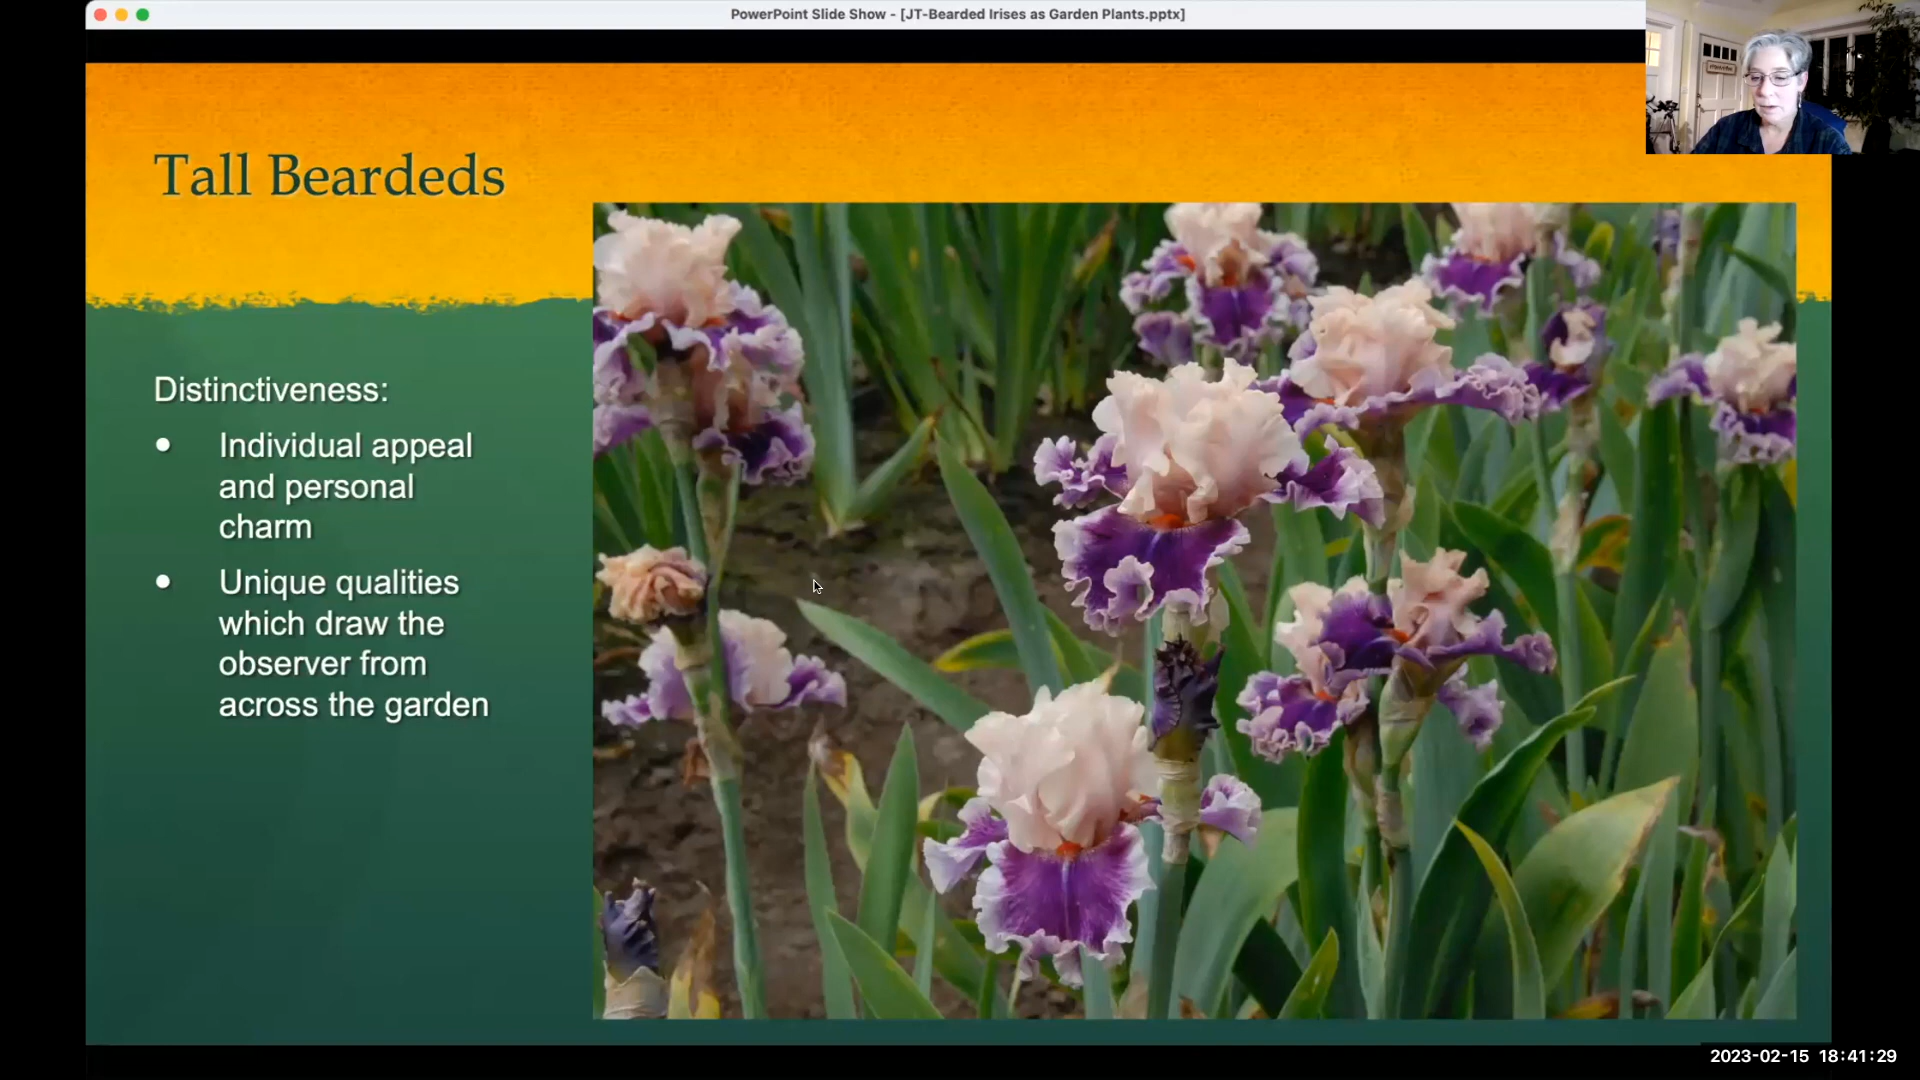 PowerPoint Slide Show - [JT-Bearded Irises as Garden Plants.pptx]
Tall Beardeds
Distinctiveness:
• Individual appeal
and personal
charm
• Unique qualities
which draw the
observer from
across the garden
2023-02-15 18:41:29